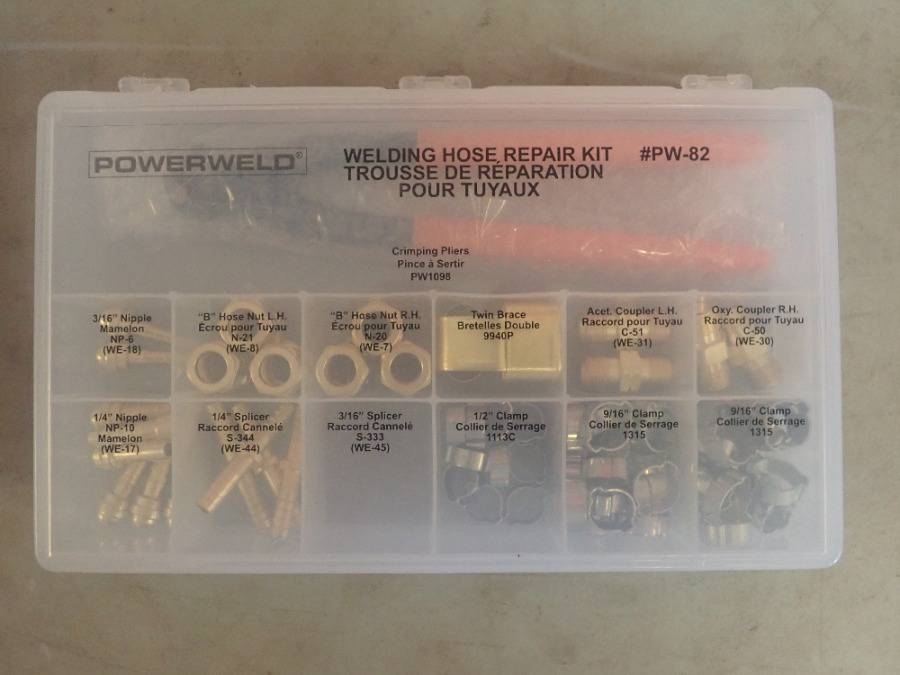 POWERWELD®
WELDING HOSE REPAIR KIT #PW-82
TROUSSE DE RÉPARATION
POUR TUYAUX
Crimping Pliers
Pince à Sertir
PW1098
3/16" Nipple
Mamelon
NP-6
(WE-18)
"B" Hose Nut L.H.
Écrou pour Tuyau
N-21
(WE-8)
"B" Hose Nut R.H.
Écrou pour Tuyau
N-20
(WE-7)
Twin Brace
Bretelles Double
9940P
Acet. Coupler L.H.
Raccord pour Tuyau
C-51
(WE-31)
Oxy. Coupler R.H.
Raccord pour Tuyau
C-50
(WE-30)
1/4" Nipple
NP-10
Mamelon
(WE-17)
1/4" Splicer
Raccord Cannelé
S-344
(WE-44)
3/16" Splicer
Raccord Cannelé
S-333
(WE-45)
1/2" Clamp
Collier de Serrage
1113C
9/16" Clamp
Collier de Serrage
1315
9/16" Clamp
Collier de Serrage
1315